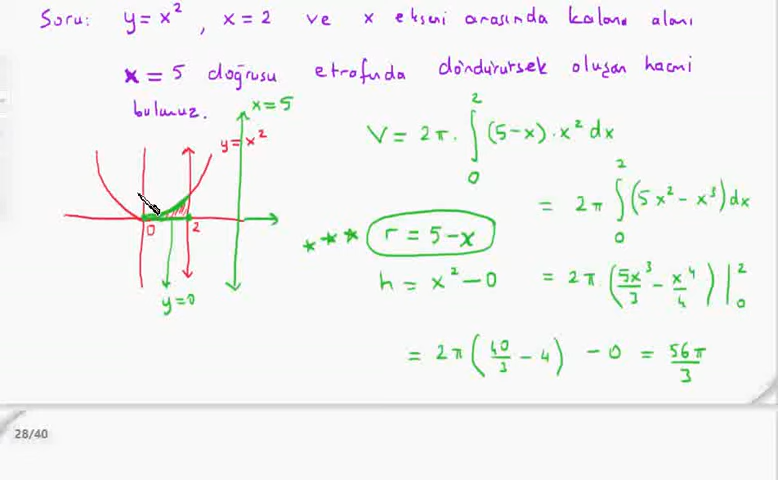 Soru: y = x² , x = 2 ve x ekseni arasında kalan alanı
x = 5 doğrusu etrafında döndürürsek oluşan hacmi
bulunuz.
x = 5
y = x²
0
2
y = 0
V = 2π . ∫₀² (5-x) . x² dx
= 2π ∫₀² (5x² - x³) dx
*** r = 5-x
h = x² - 0
= 2π . (5x³/3 - x⁴/4) |₀²
= 2π (40/3 - 4) - 0 = 56π/3
28/40